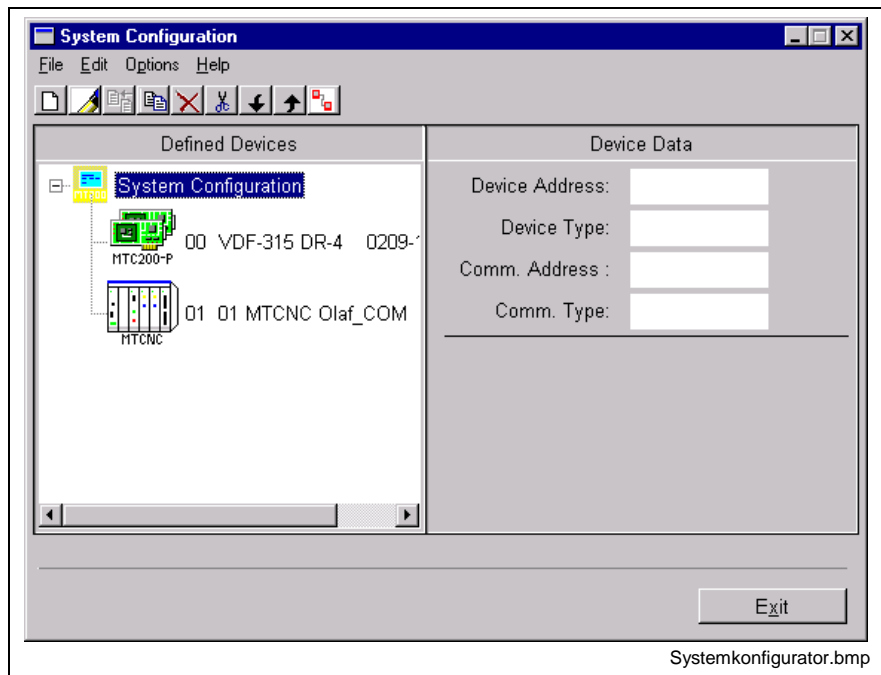 System Configuration
File Edit Options Help
Defined Devices
Device Data
System Configuration
00 VDF-315 DR-4 0209-
MTC200-P
01 01 MTCNC Olaf_COM
MTCNC
Device Address:
Device Type:
Comm. Address :
Comm. Type:
Exit
Systemkonfigurator.bmp